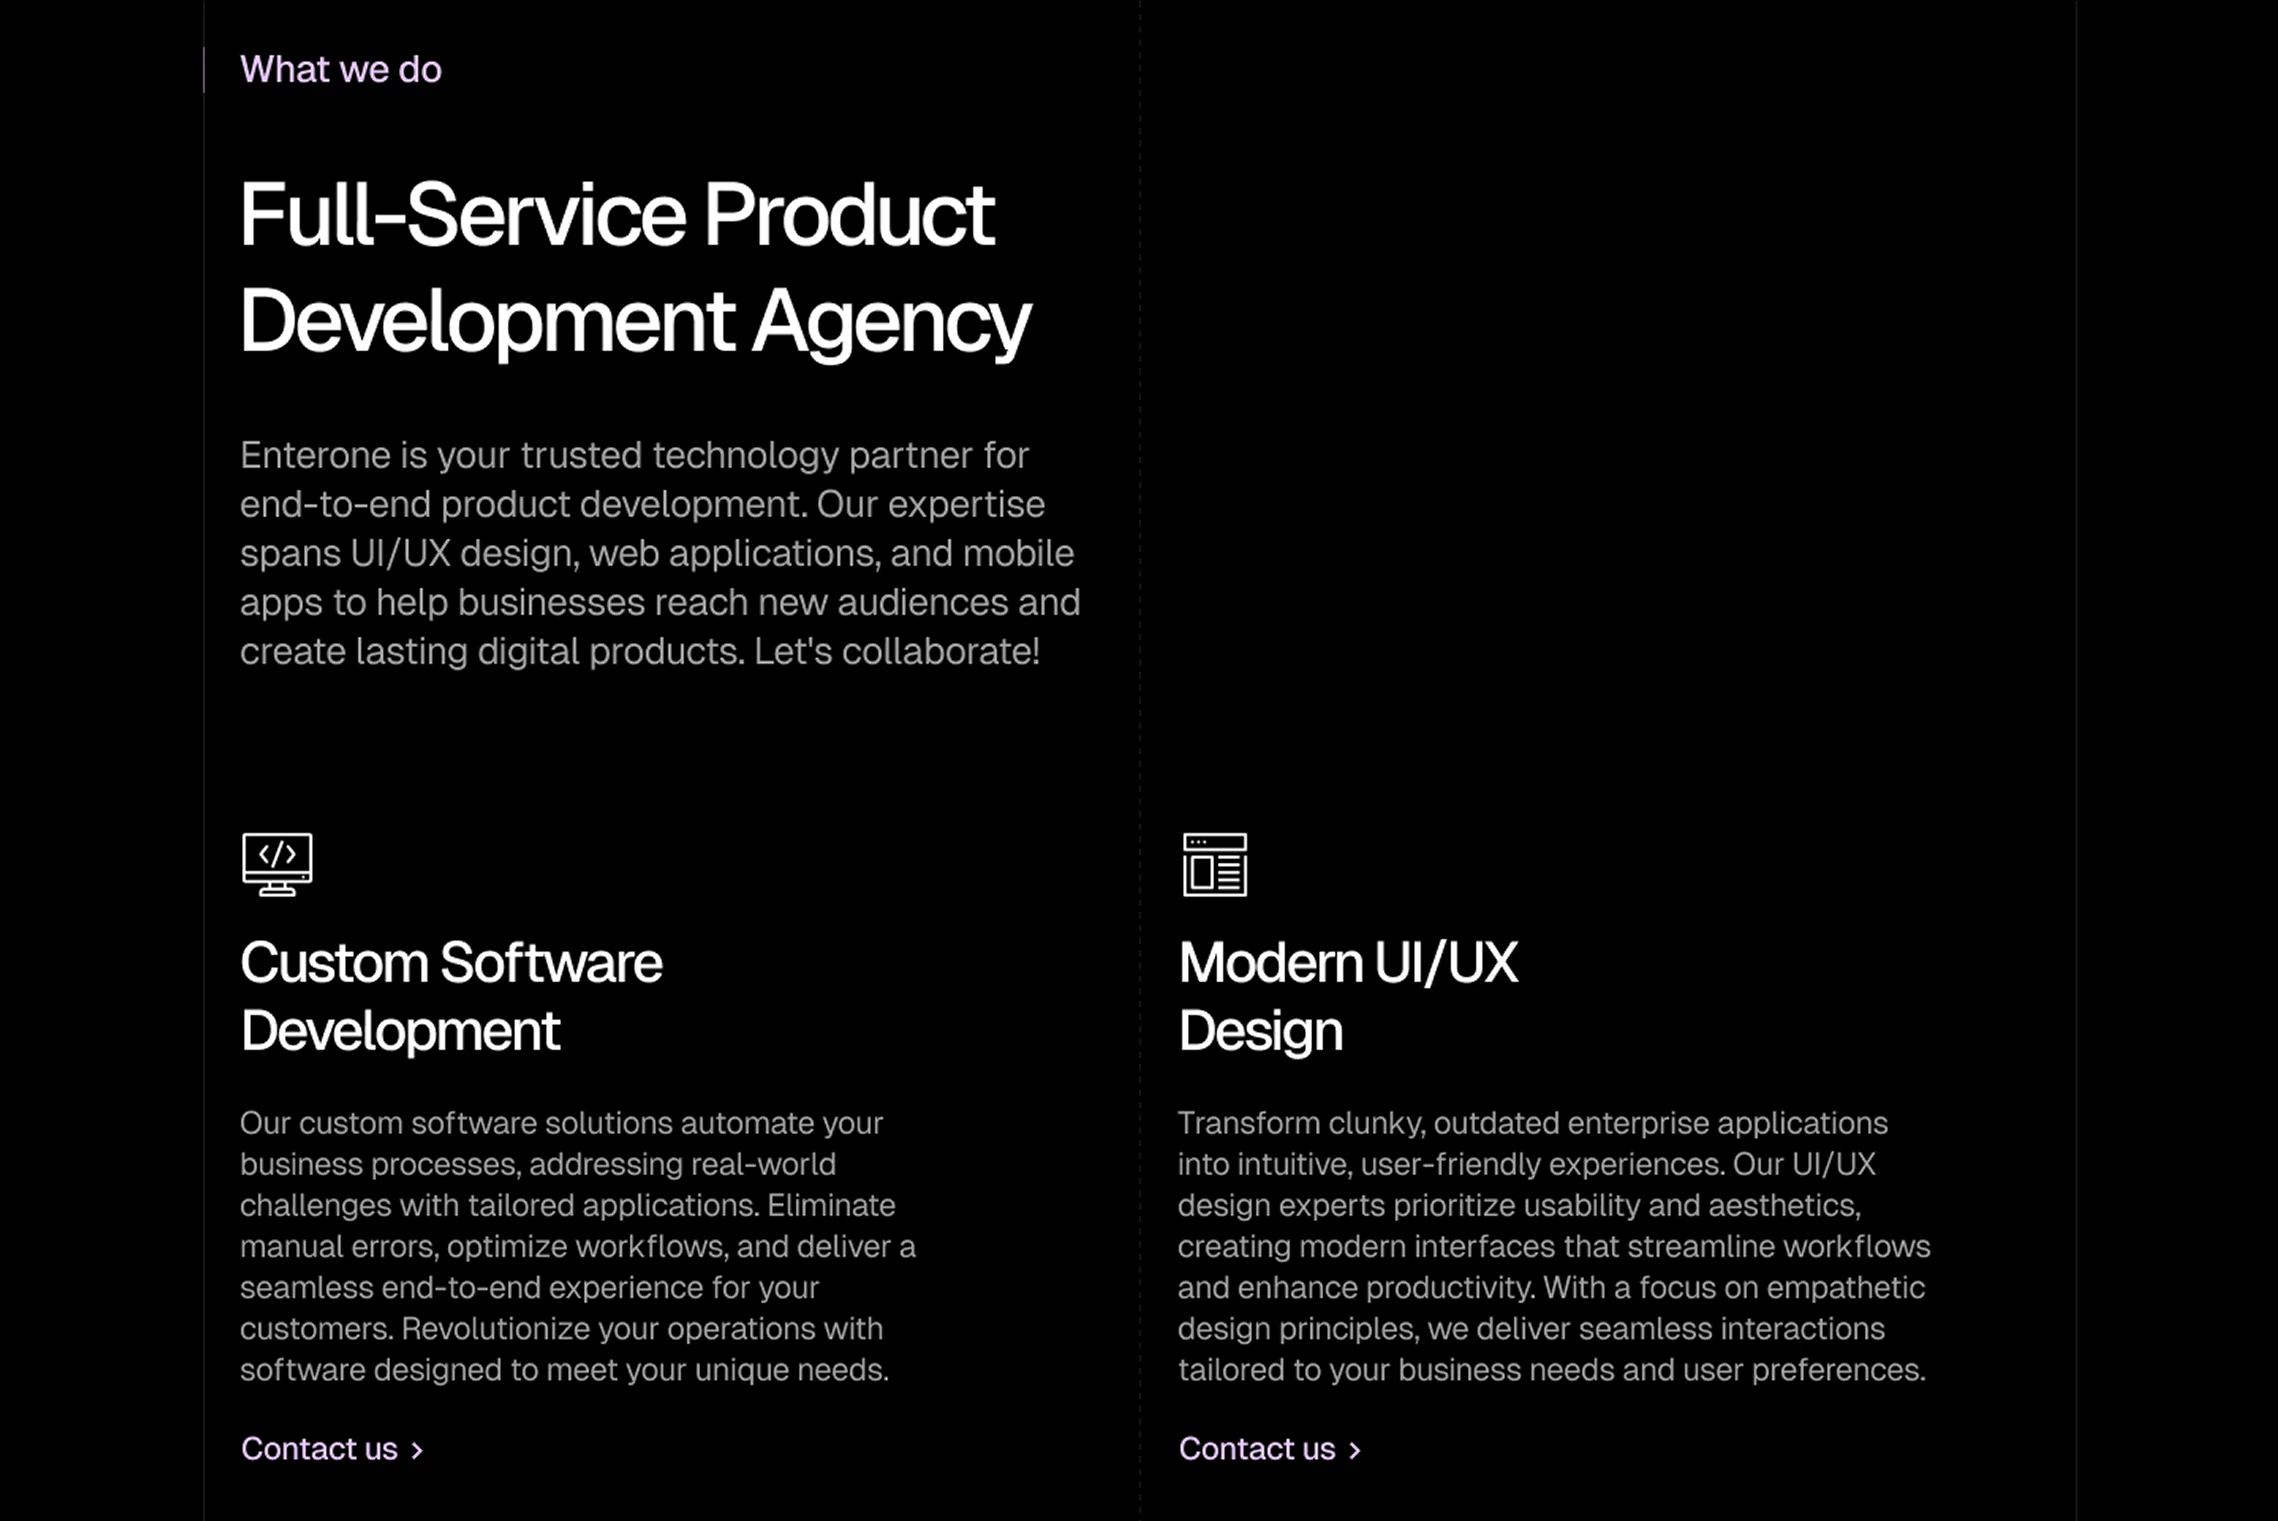 What we do
Full-Service Product
Development Agency
Enterone is your trusted technology partner for
end-to-end product development. Our expertise
spans UI/UX design, web applications, and mobile
apps to help businesses reach new audiences and
create lasting digital products. Let's collaborate!
</>
Custom Software
Development
Our custom software solutions automate your
business processes, addressing real-world
challenges with tailored applications. Eliminate
manual errors, optimize workflows, and deliver a
seamless end-to-end experience for your
customers. Revolutionize your operations with
software designed to meet your unique needs.
Contact us >
Modern UI/UX
Design
Transform clunky, outdated enterprise applications
into intuitive, user-friendly experiences. Our UI/UX
design experts prioritize usability and aesthetics,
creating modern interfaces that streamline workflows
and enhance productivity. With a focus on empathetic
design principles, we deliver seamless interactions
tailored to your business needs and user preferences.
Contact us >